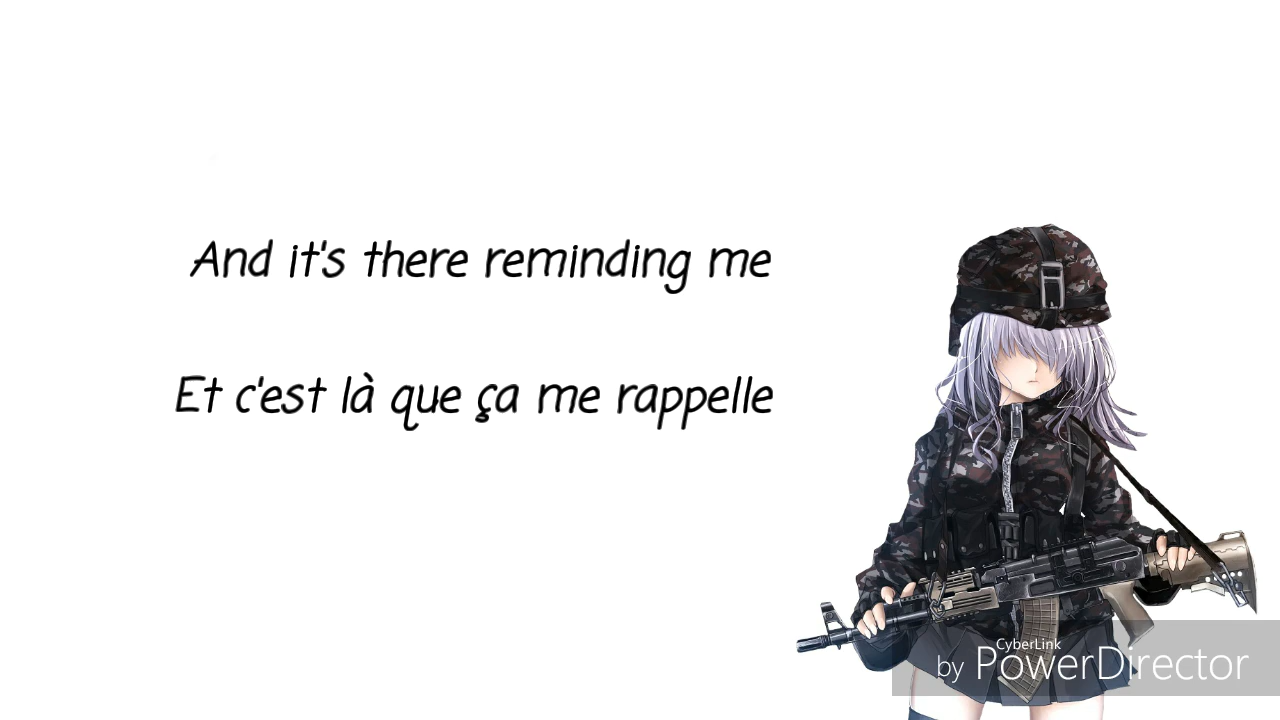 And it's there reminding me
Et c'est là que ça me rappelle
CyberLink
by PowerDirector